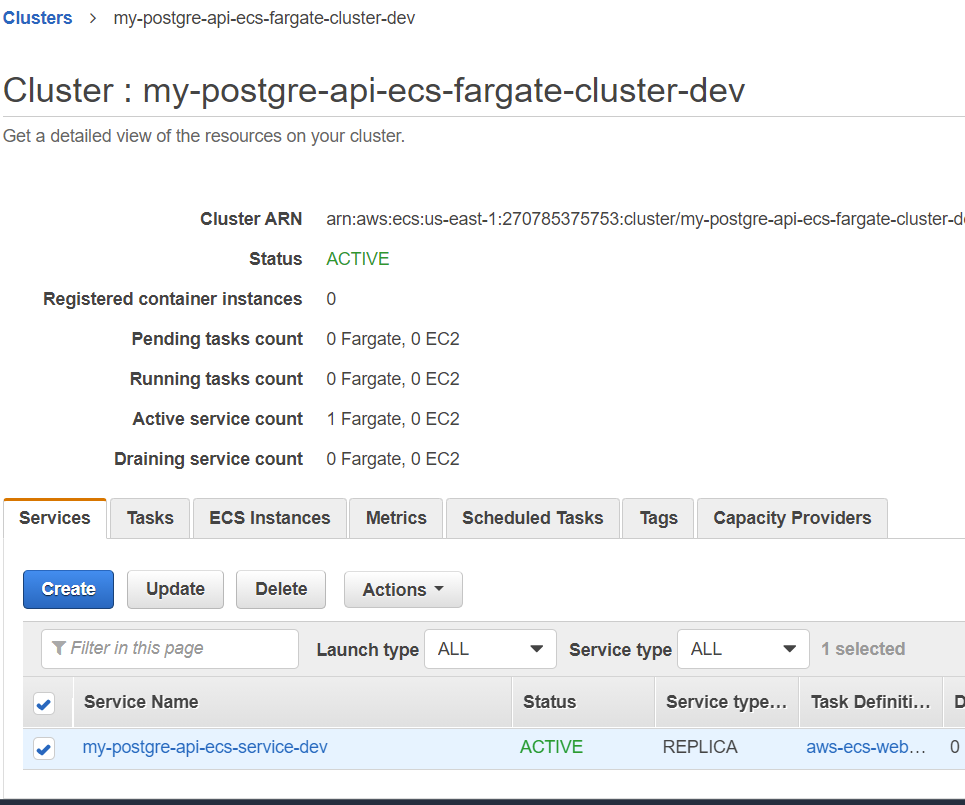 Clusters > my-postgre-api-ecs-fargate-cluster-dev
Cluster : my-postgre-api-ecs-fargate-cluster-dev
Get a detailed view of the resources on your cluster.
Cluster ARN arn:aws:ecs:us-east-1:270785375753:cluster/my-postgre-api-ecs-fargate-cluster-d
Status ACTIVE
Registered container instances 0
Pending tasks count 0 Fargate, 0 EC2
Running tasks count 0 Fargate, 0 EC2
Active service count 1 Fargate, 0 EC2
Draining service count 0 Fargate, 0 EC2
Services Tasks ECS Instances Metrics Scheduled Tasks Tags Capacity Providers
Create Update Delete Actions
Filter in this page Launch type ALL Service type ALL 1 selected
Service Name Status Service type... Task Definiti... D
my-postgre-api-ecs-service-dev ACTIVE REPLICA aws-ecs-web... 0